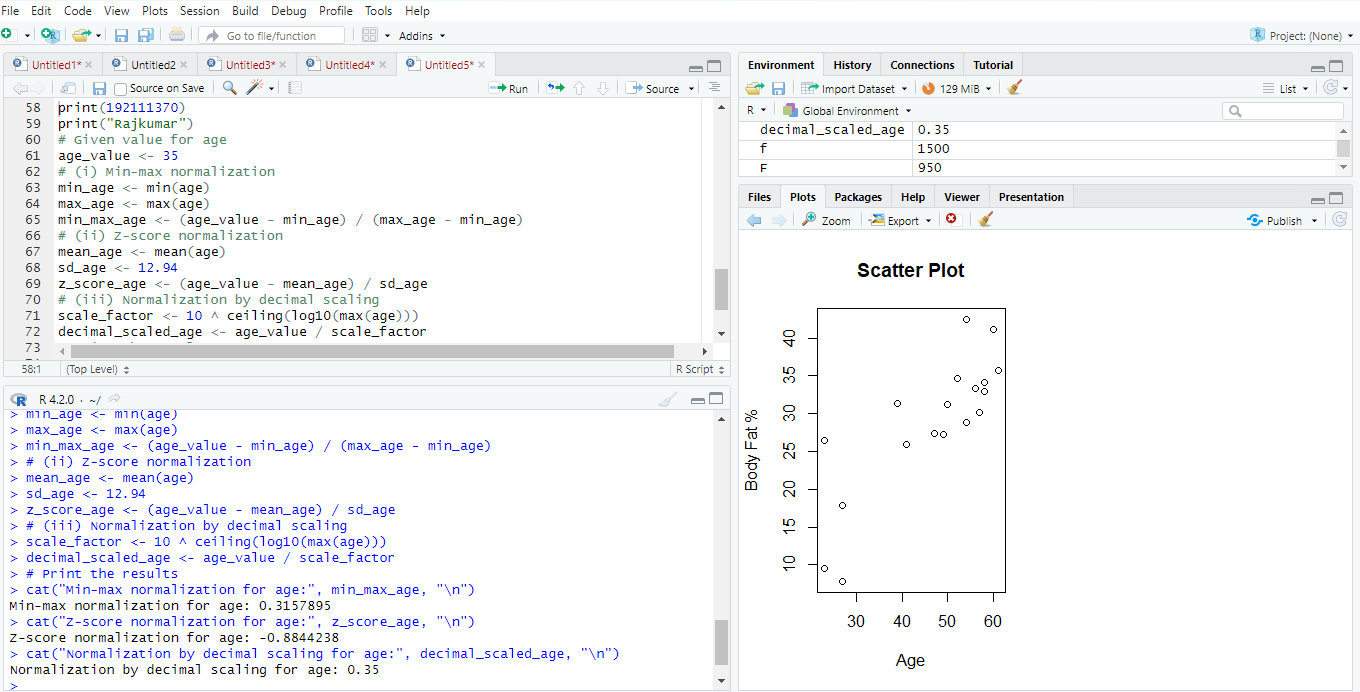 File Edit Code View Plots Session Build Debug Profile Tools Help
Go to file/function Addins Project: (None)
Untitled1* Untitled2 Untitled3* Untitled4* Untitled5*
Source on Save Run Source
58 print(192111370)
59 print("Rajkumar")
60 # Given value for age
61 age_value <- 35
62 # (i) Min-max normalization
63 min_age <- min(age)
64 max_age <- max(age)
65 min_max_age <- (age_value - min_age) / (max_age - min_age)
66 # (ii) Z-score normalization
67 mean_age <- mean(age)
68 sd_age <- 12.94
69 z_score_age <- (age_value - mean_age) / sd_age
70 # (iii) Normalization by decimal scaling
71 scale_factor <- 10 ^ ceiling(log10(max(age)))
72 decimal_scaled_age <- age_value / scale_factor
73
58:1 (Top Level) R Script
R 4.2.0 · ~/
> min_age <- min(age)
> max_age <- max(age)
> min_max_age <- (age_value - min_age) / (max_age - min_age)
> # (ii) Z-score normalization
> mean_age <- mean(age)
> sd_age <- 12.94
> z_score_age <- (age_value - mean_age) / sd_age
> # (iii) Normalization by decimal scaling
> scale_factor <- 10 ^ ceiling(log10(max(age)))
> decimal_scaled_age <- age_value / scale_factor
> # Print the results
> cat("Min-max normalization for age:", min_max_age, "\n")
Min-max normalization for age: 0.3157895
> cat("Z-score normalization for age:", z_score_age, "\n")
Z-score normalization for age: -0.8844238
> cat("Normalization by decimal scaling for age:", decimal_scaled_age, "\n")
Normalization by decimal scaling for age: 0.35
>
Environment History Connections Tutorial
Import Dataset 129 MiB List
R Global Environment
decimal_scaled_age 0.35
f 1500
F 950
Files Plots Packages Help Viewer Presentation
Zoom Export Publish
Scatter Plot
Body Fat %
40
35
30
25
20
15
10
30 40 50 60
Age